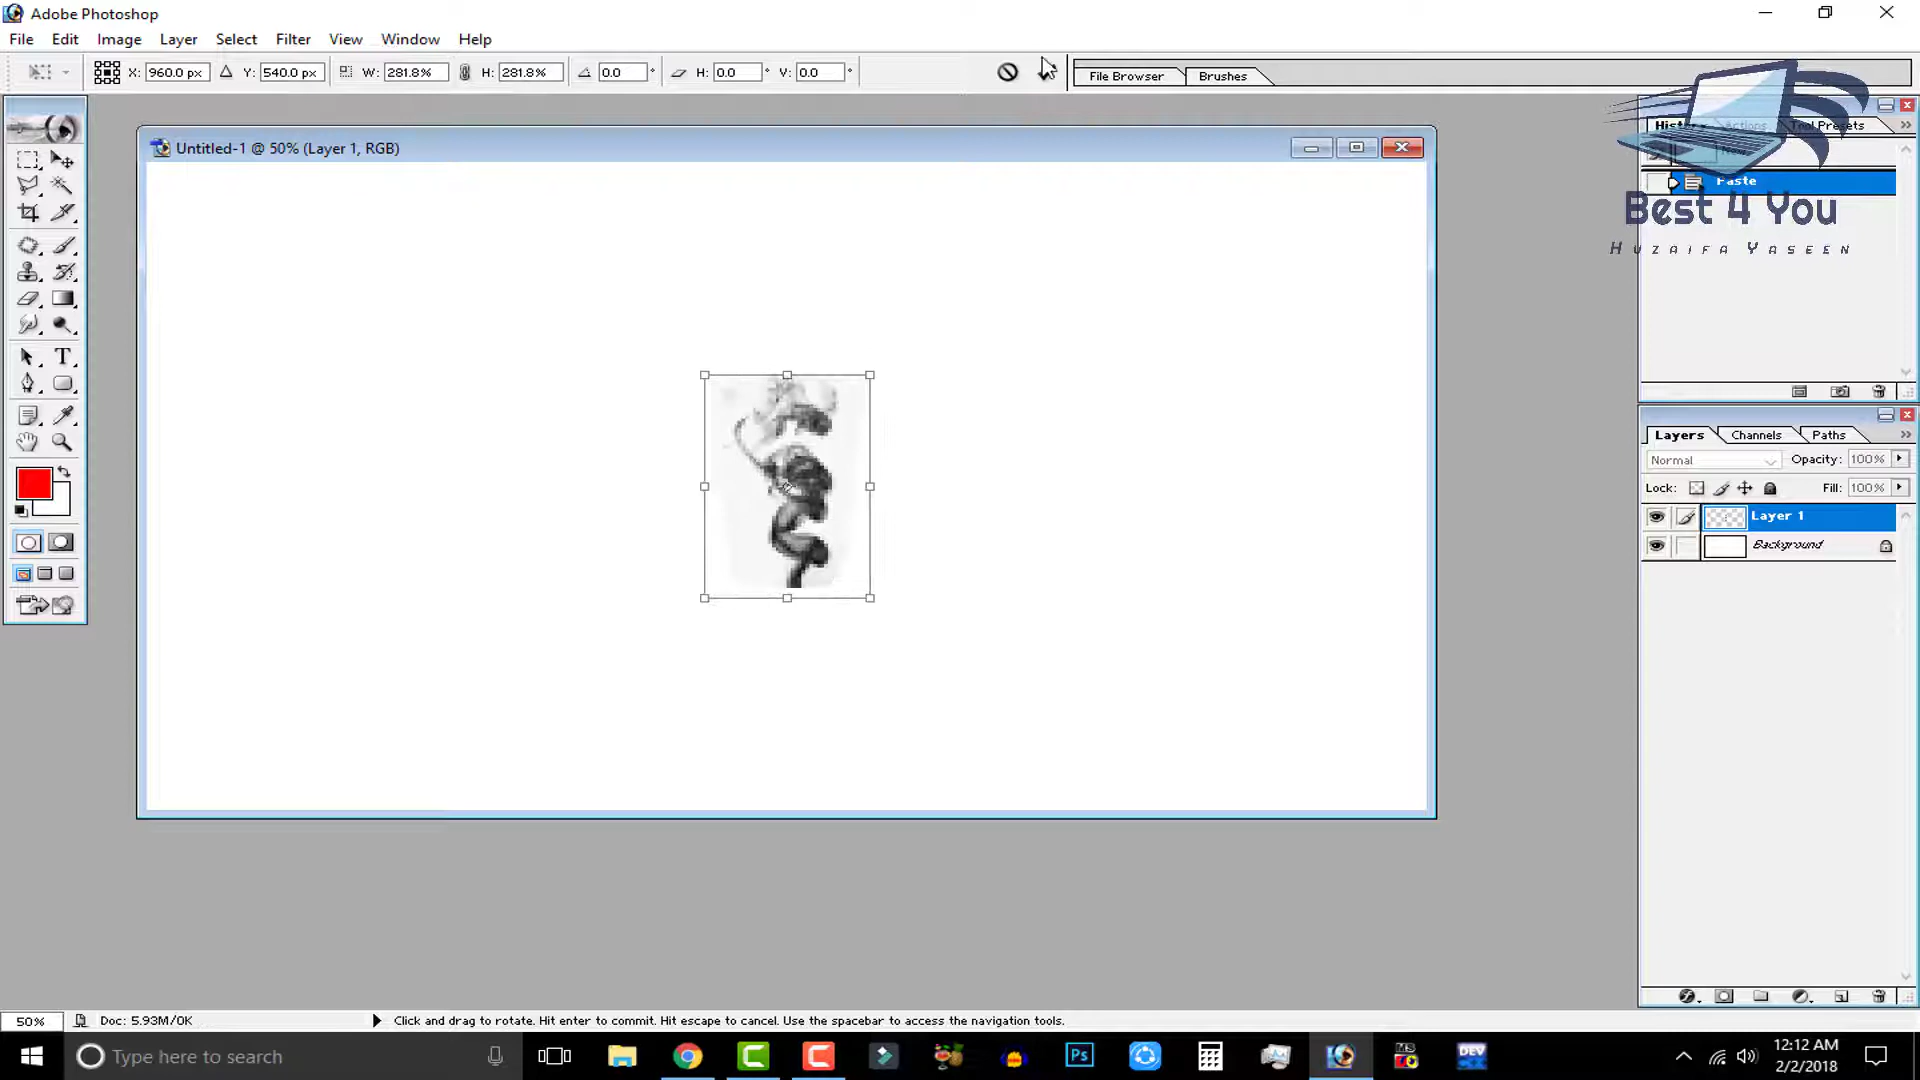 Adobe Photoshop
File Edit Image Layer Select Filter View Window Help
X: 960.0 px Y: 540.0 px W: 281.8% H: 281.8% 0.0 ° H: 0.0 ° V: 0.0 °
File Browser Brushes
Untitled-1 @ 50% (Layer 1, RGB)
Actions Tool Presets
Paste
Best 4 You
Huzaifa Yaseen
Layers Channels Paths
Normal Opacity: 100%
Lock: Fill: 100%
Layer 1
Background
50% Doc: 5.93M/0K Click and drag to rotate. Hit enter to commit. Hit escape to cancel. Use the spacebar to access the navigation tools.
Type here to search
Ps
MS
DEV
12:12 AM
2/2/2018